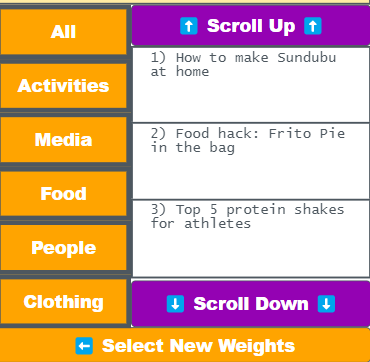 All
Activities
Media
Food
People
Clothing
⬆ Scroll Up ⬆
1) How to make Sundubu
at home
2) Food hack: Frito Pie
in the bag
3) Top 5 protein shakes
for athletes
⬇ Scroll Down ⬇
⬅ Select New Weights